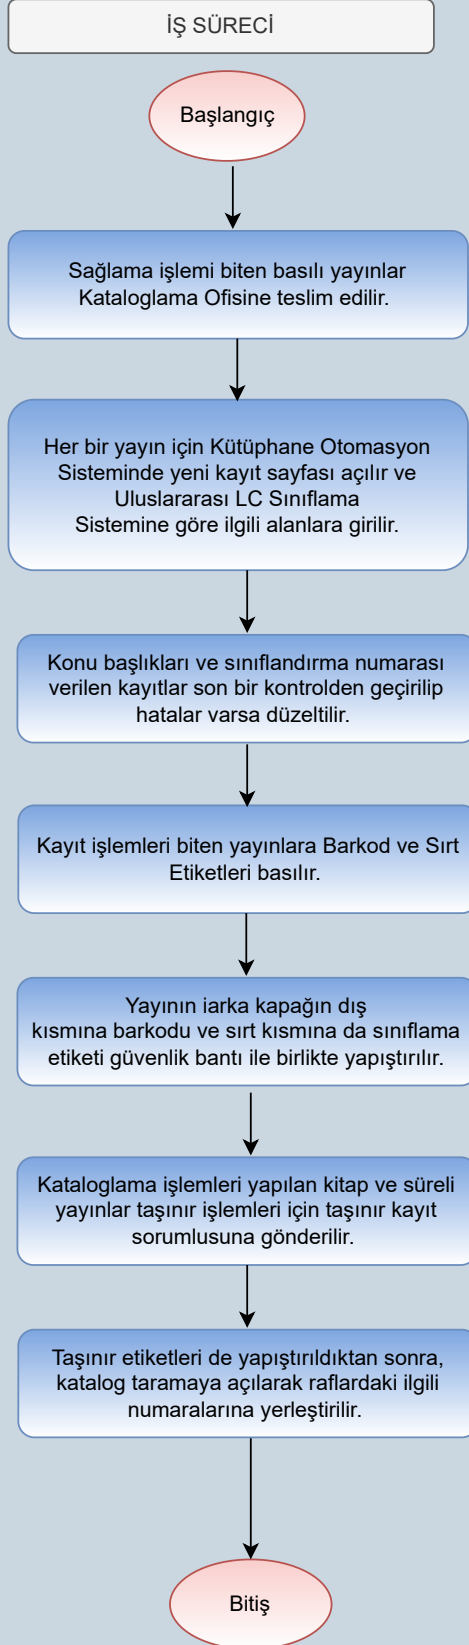 İŞ SÜRECİ
Başlangıç
Sağlama işlemi biten basılı yayınlar
Kataloglama Ofisine teslim edilir.
Her bir yayın için Kütüphane Otomasyon
Sisteminde yeni kayıt sayfası açılır ve
Uluslararası LC Sınıflama
Sistemine göre ilgili alanlara girilir.
Konu başlıkları ve sınıflandırma numarası
verilen kayıtlar son bir kontrolden geçirilip
hatalar varsa düzeltilir.
Kayıt işlemleri biten yayınlara Barkod ve Sırt
Etiketleri basılır.
Yayının iarka kapağın dış
kısmına barkodu ve sırt kısmına da sınıflama
etiketi güvenlik bantı ile birlikte yapıştırılır.
Kataloglama işlemleri yapılan kitap ve süreli
yayınlar taşınır işlemleri için taşınır kayıt
sorumlusuna gönderilir.
Taşınır etiketleri de yapıştırıldıktan sonra,
katalog taramaya açılarak raflardaki ilgili
numaralarına yerleştirilir.
Bitiş